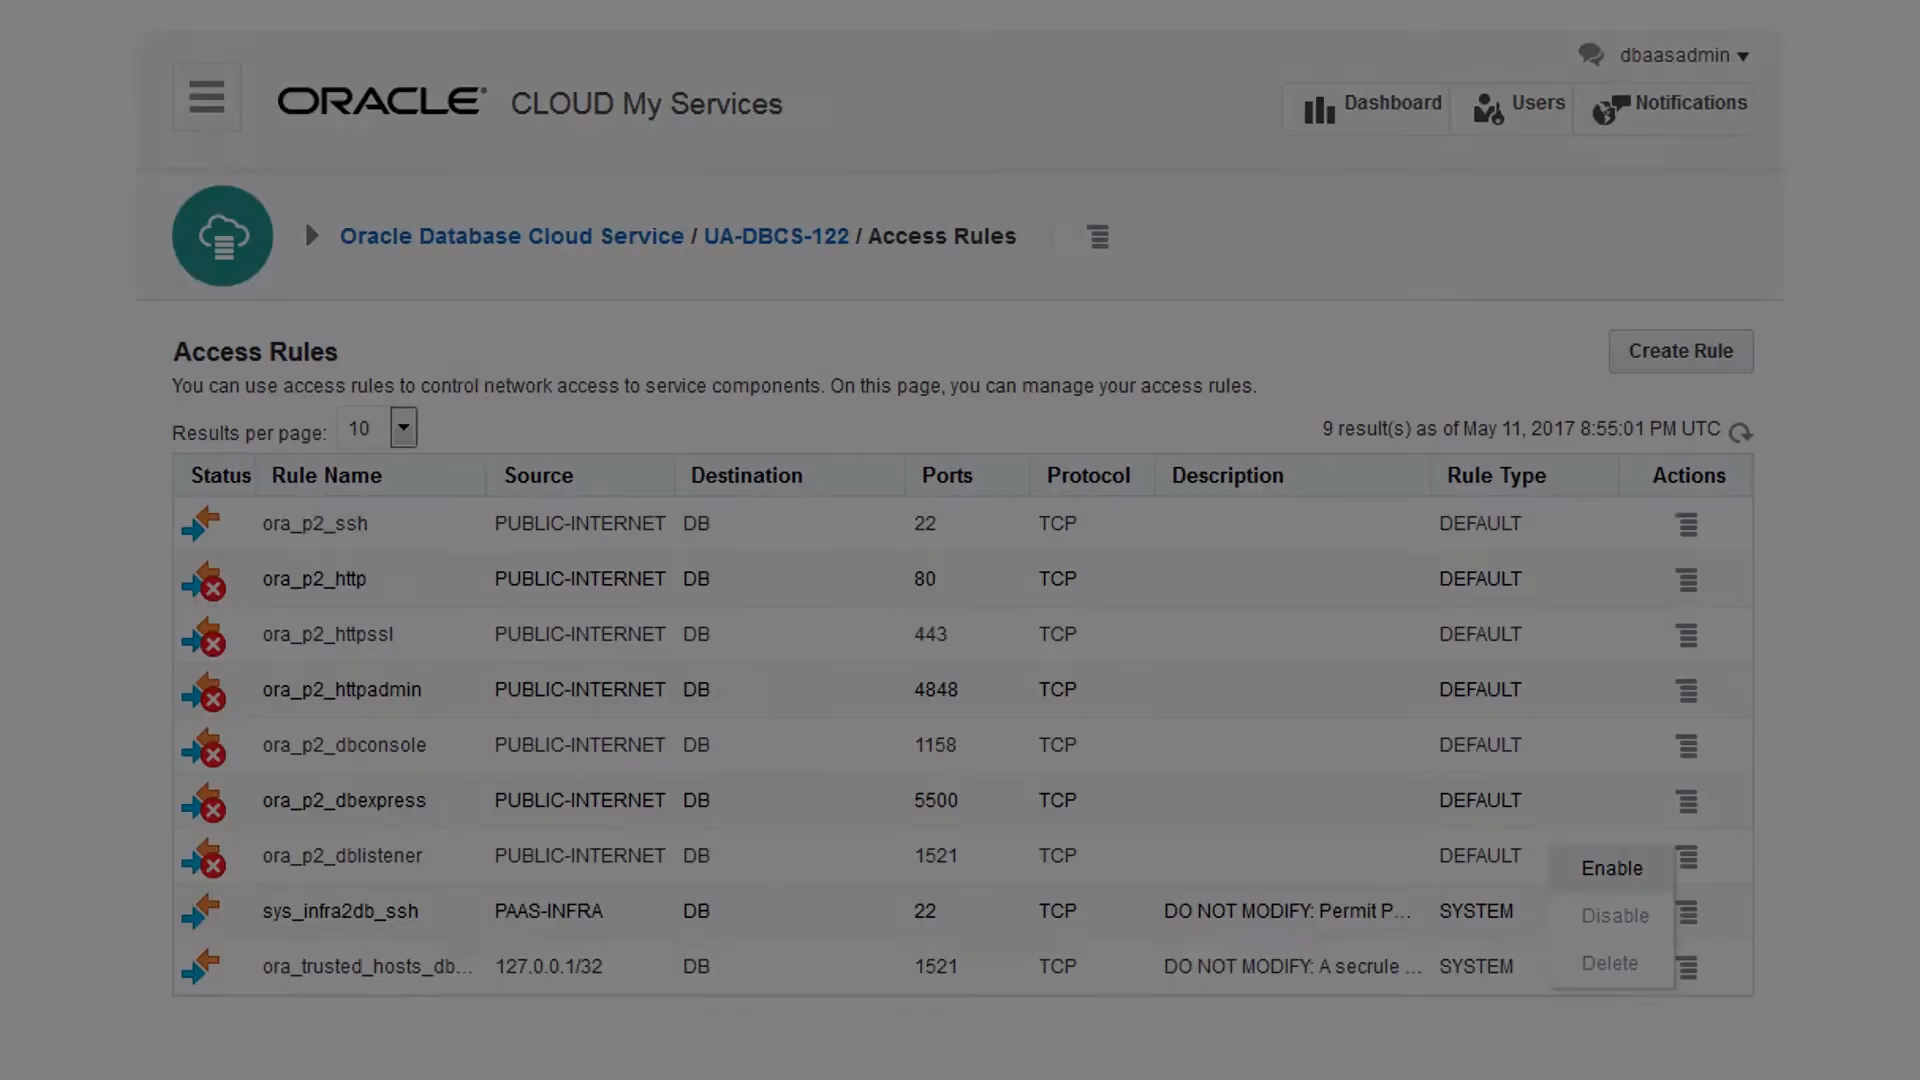 dbaasadmin
ORACLE CLOUD My Services
Dashboard Users Notifications
Oracle Database Cloud Service / UA-DBCS-122 / Access Rules
Access Rules
Create Rule
You can use access rules to control network access to service components. On this page, you can manage your access rules.
Results per page: 10
9 result(s) as of May 11, 2017 8:55:01 PM UTC
Status Rule Name Source Destination Ports Protocol Description Rule Type Actions
ora_p2_ssh PUBLIC-INTERNET DB 22 TCP DEFAULT
ora_p2_http PUBLIC-INTERNET DB 80 TCP DEFAULT
ora_p2_httpssl PUBLIC-INTERNET DB 443 TCP DEFAULT
ora_p2_httpadmin PUBLIC-INTERNET DB 4848 TCP DEFAULT
ora_p2_dbconsole PUBLIC-INTERNET DB 1158 TCP DEFAULT
ora_p2_dbexpress PUBLIC-INTERNET DB 5500 TCP DEFAULT
ora_p2_dblistener PUBLIC-INTERNET DB 1521 TCP DEFAULT
Enable
sys_infra2db_ssh PAAS-INFRA DB 22 TCP DO NOT MODIFY: Permit P... SYSTEM
Disable
ora_trusted_hosts_db... 127.0.0.1/32 DB 1521 TCP DO NOT MODIFY: A secrule ... SYSTEM
Delete